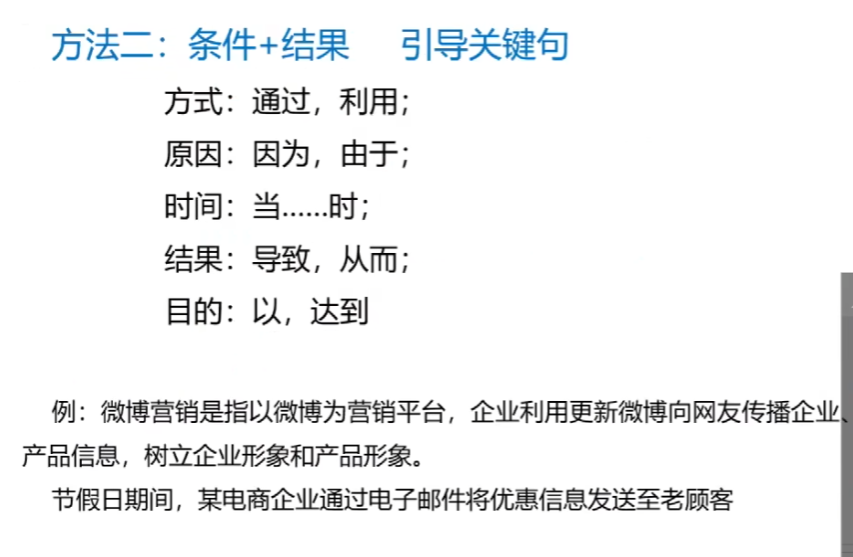 方法二：条件+结果 引导关键句
方式：通过，利用；
原因：因为，由于；
时间：当......时；
结果：导致，从而；
目的：以，达到
例：微博营销是指以微博为营销平台，企业利用更新微博向网友传播企业、
产品信息，树立企业形象和产品形象。
节假日期间，某电商企业通过电子邮件将优惠信息发送至老顾客